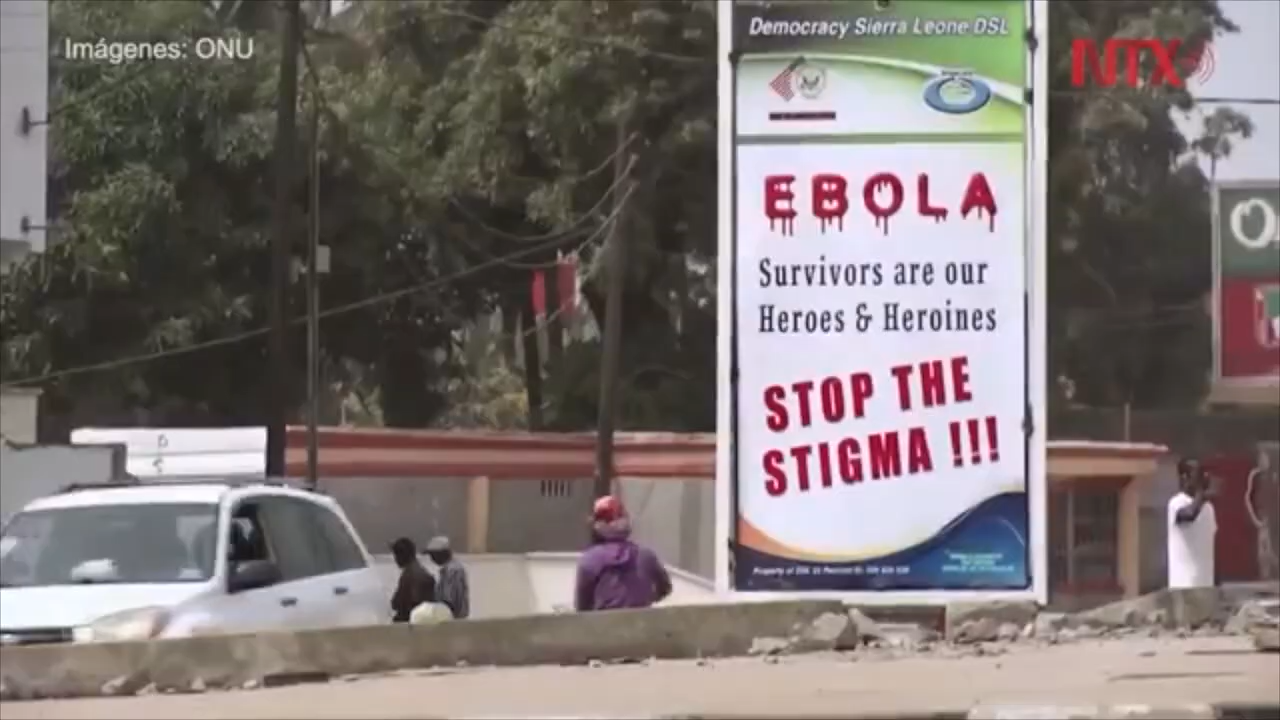 Imágenes: ONU
NTX
Democracy Sierra Leone DSL
EBOLA
Survivors are our
Heroes & Heroines
STOP THE
STIGMA !!!